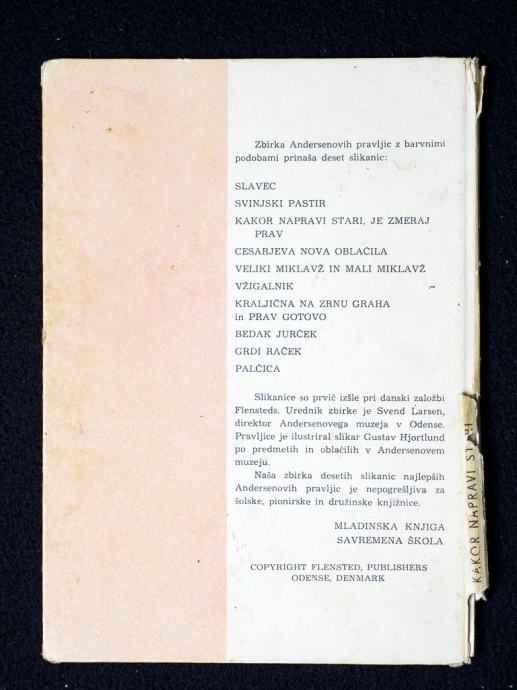 Zbirka Andersenovih pravljic z barvnimi
podobami prinaša deset slikanic:
SLAVEC
SVINJSKI PASTIR
KAKOR NAPRAVI STARI, JE ZMERAJ
PRAV
CESARJEVA NOVA OBLAČILA
VELIKI MIKLAVŽ IN MALI MIKLAVŽ
VŽIGALNIK
KRALJIČNA NA ZRNU GRAHA
in PRAV GOTOVO
BEDAK JURČEK
GRDI RAČEK
PALČICA
Slikanice so prvič izšle pri danski založbi
Flensteds. Urednik zbirke je Svend Larsen,
direktor Andersenovega muzeja v Odense.
Pravljice je ilustriral slikar Gustav Hjortlund
po predmetih in oblačilih v Andersenovem
muzeju.
Naša zbirka desetih slikanic najlepših
Andersenovih pravljic je nepogrešljiva za
šolske, pionirske in družinske knjižnice.
MLADINSKA KNJIGA
SAVREMENA ŠKOLA
COPYRIGHT FLENSTED, PUBLISHERS
ODENSE, DENMARK
KAKOR NAPRAVI